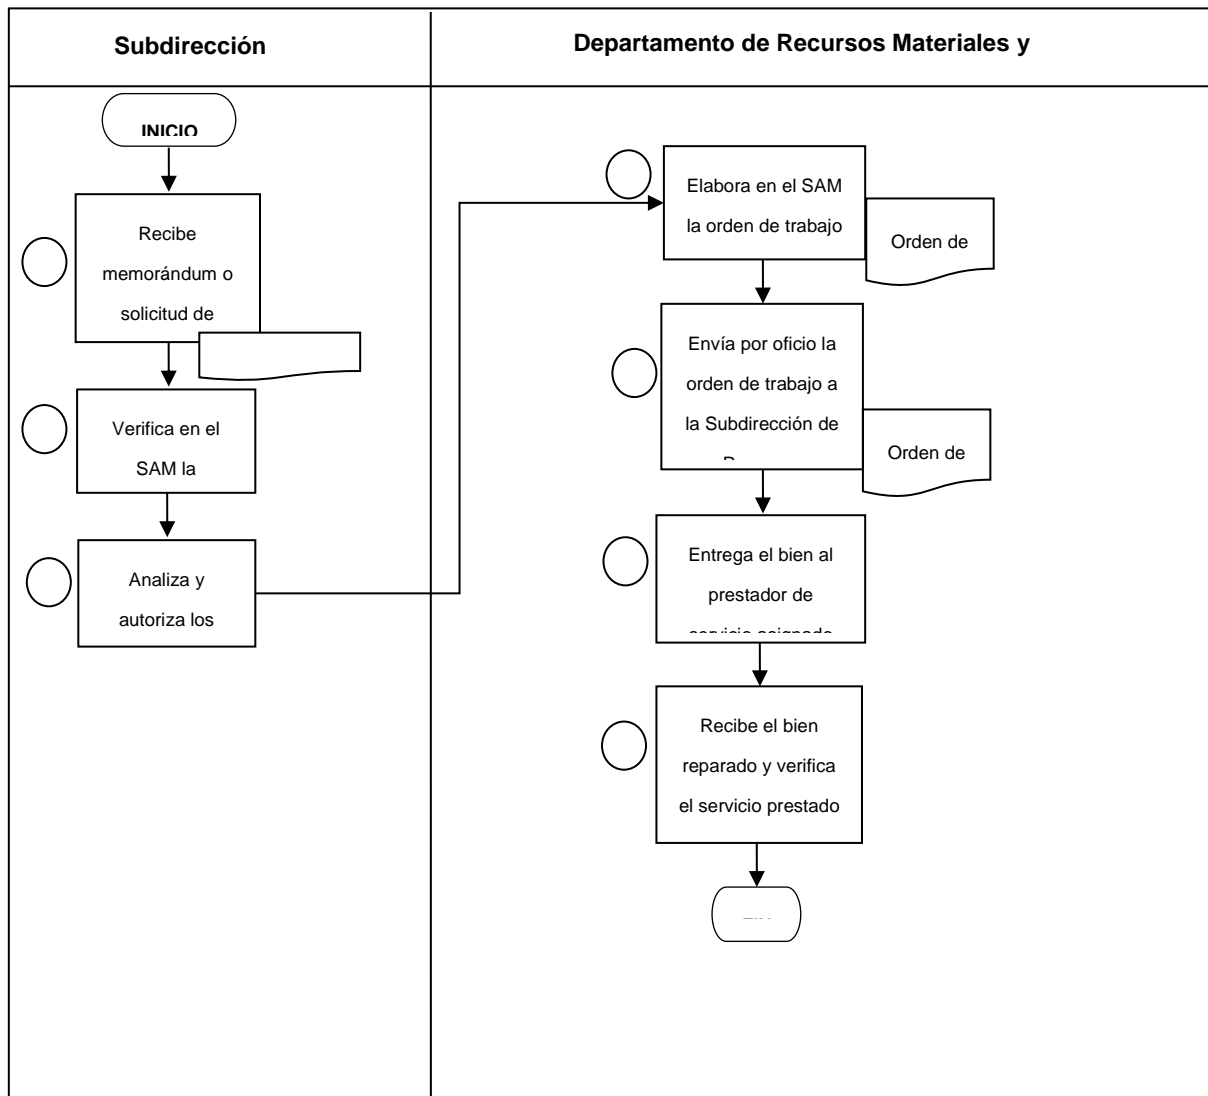 Subdirección
Departamento de Recursos Materiales y
INICIO
Recibe
memorándum o
solicitud de
Verifica en el
SAM la
Analiza y
autoriza los
Elabora en el SAM
la orden de trabajo
Orden de
Envía por oficio la
orden de trabajo a
la Subdirección de
Orden de
Entrega el bien al
prestador de
servicio asignado
Recibe el bien
reparado y verifica
el servicio prestado